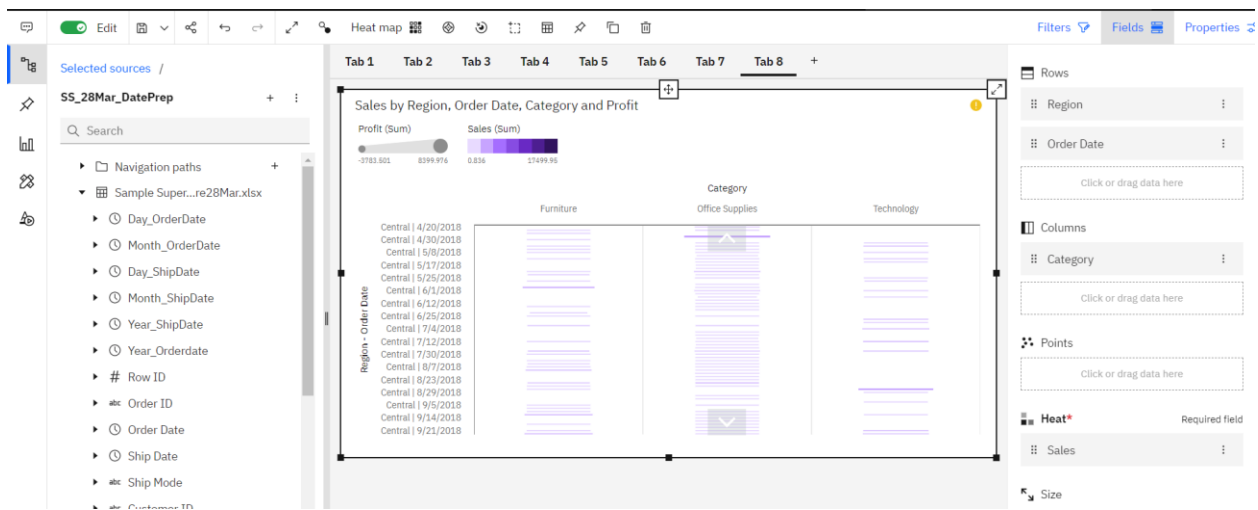 Edit
Heat map
Filters
Fields
Properties
Selected sources /
SS_28Mar_DatePrep
Search
Navigation paths
Sample Super...re28Mar.xlsx
Day_OrderDate
Month_OrderDate
Day_ShipDate
Month_ShipDate
Year_ShipDate
Year_Orderdate
# Row ID
abc Order ID
Order Date
Ship Date
abc Ship Mode
abc Customer ID
Tab 1 Tab 2 Tab 3 Tab 4 Tab 5 Tab 6 Tab 7 Tab 8 +
Sales by Region, Order Date, Category and Profit
Profit (Sum) Sales (Sum)
-3783.501 8399.976 0.836 17499.95
Category
Furniture Office Supplies Technology
Region - Order Date
Central | 4/20/2018
Central | 4/30/2018
Central | 5/8/2018
Central | 5/17/2018
Central | 5/25/2018
Central | 6/1/2018
Central | 6/12/2018
Central | 6/25/2018
Central | 7/4/2018
Central | 7/12/2018
Central | 7/30/2018
Central | 8/7/2018
Central | 8/23/2018
Central | 8/29/2018
Central | 9/5/2018
Central | 9/14/2018
Central | 9/21/2018
Rows
Region
Order Date
Click or drag data here
Columns
Category
Click or drag data here
Points
Click or drag data here
Heat* Required field
Sales
Size